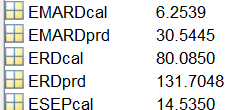 EMARDcal 6.2539
EMARDprd 30.5445
ERDcal 80.0850
ERDprd 131.7048
ESEPcal 14.5350